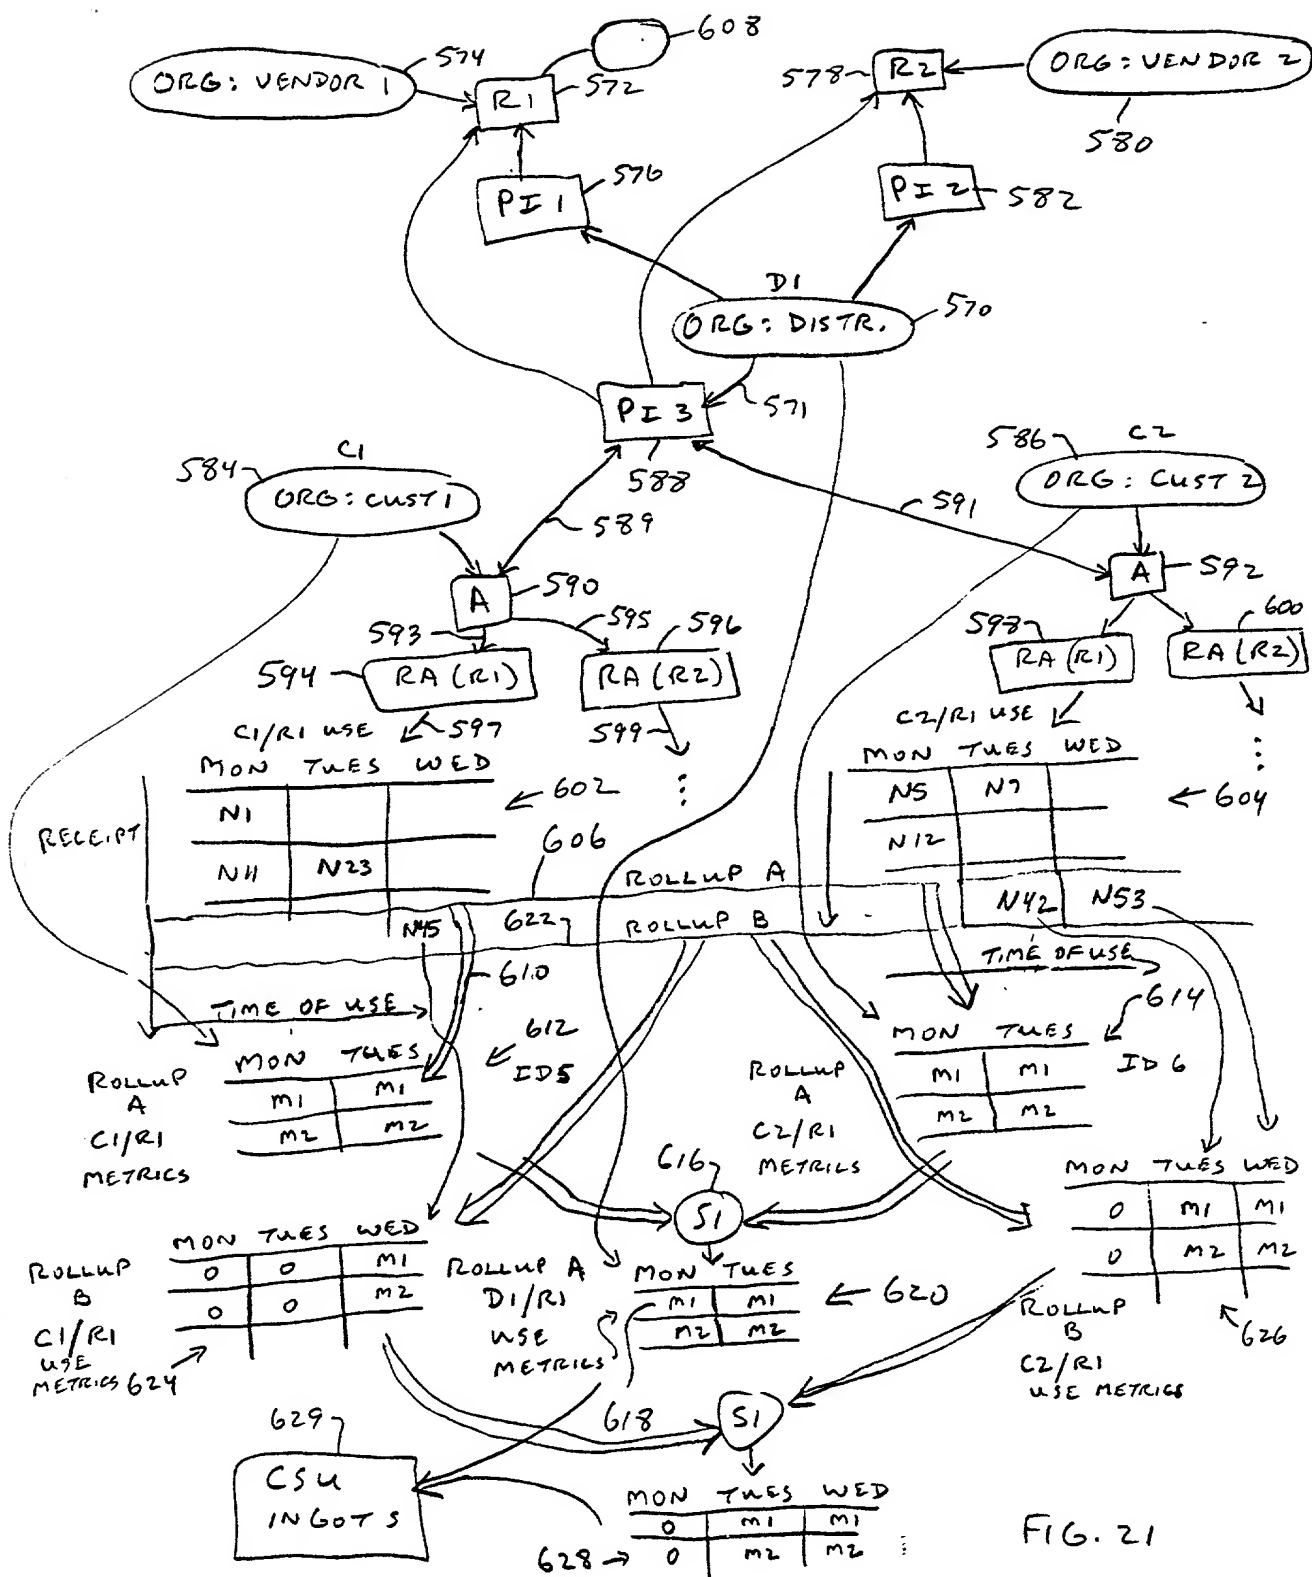 608
574
ORG: VENDOR 1
R1
572
578
R2
ORG: VENDOR 2
580
576
PI 1
PI 2
582
D1
ORG: DISTR.
570
571
PI 3
588
584
C1
ORG: CUST 1
589
586
C2
ORG: CUST 2
591
A
590
A
592
593
595
596
594
RA (R1)
RA (R2)
598
600
RA (R1)
RA (R2)
C1/R1 USE
597
599
C2/R1 USE
MON TUES WED
MON TUES WED
RECEIPT
N1
602
N5 N9
604
N11 N23
606
N12
ROLLUP A
N45
622
ROLLUP B
N42 N53
610
TIME OF USE
TIME OF USE
612
614
MON TUES
ID5
MON TUES
ID6
ROLLUP
A
C1/R1
METRICS
M1 M1
M2 M2
ROLLUP
A
C2/R1
METRICS
M1 M1
M2 M2
616
S1
MON TUES WED
0 M1 M1
0 M2 M2
626
MON TUES WED
0 0 M1
0 0 M2
ROLLUP
B
C1/R1
USE
METRICS 624
ROLLUP A
D1/R1
USE
METRICS
MON TUES
M1 M1
M2 M2
620
ROLLUP
B
C2/R1
USE METRICS
629
618
S1
CSU
INGOTS
MON TUES WED
0 M1 M1
0 M2 M2
628
FIG. 21